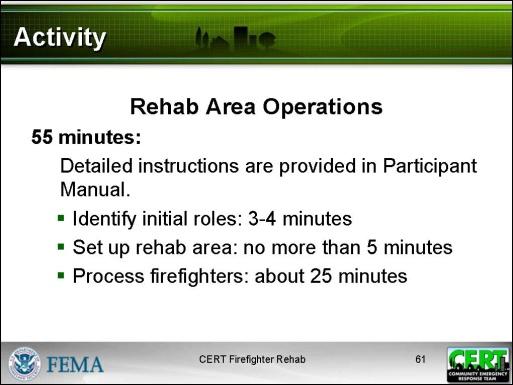 Activity
Rehab Area Operations
55 minutes:
Detailed instructions are provided in Participant
Manual.
Identify initial roles: 3-4 minutes
Set up rehab area: no more than 5 minutes
Process firefighters: about 25 minutes
FEMA
CERT Firefighter Rehab
61
CERT
COMMUNITY EMERGENCY
RESPONSE TEAM